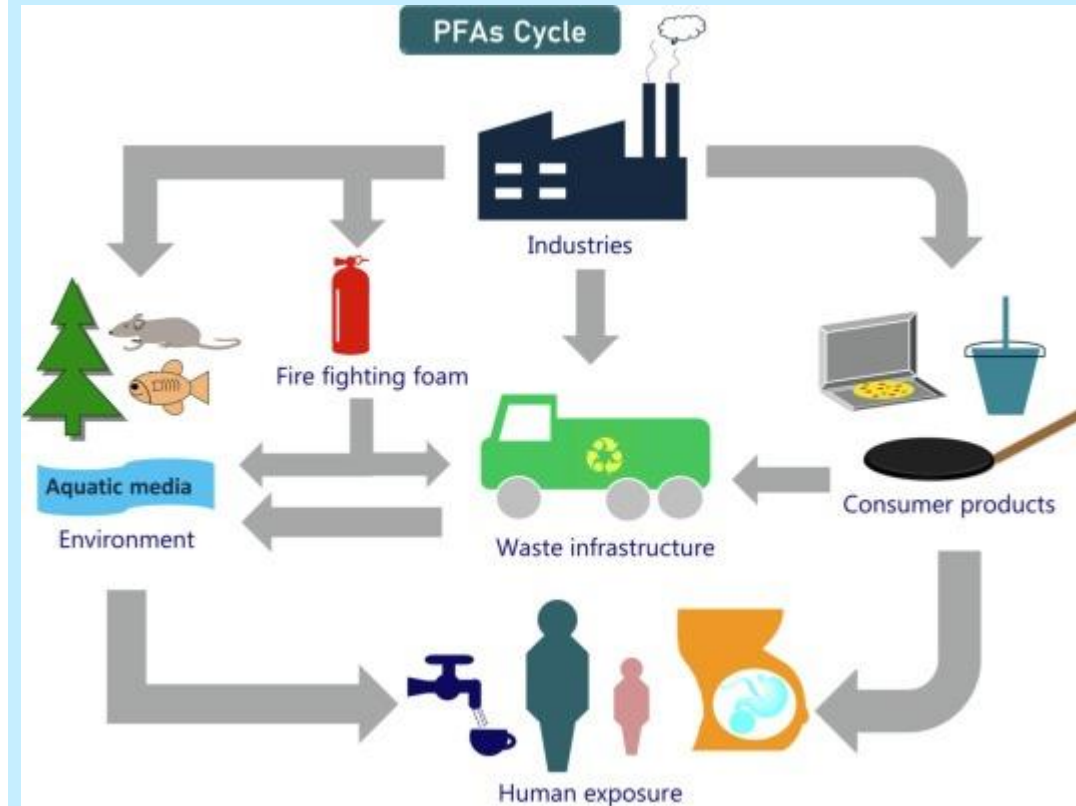 PFAs Cycle
Industries
Fire fighting foam
Aquatic media
Environment
Waste infrastructure
Consumer products
Human exposure